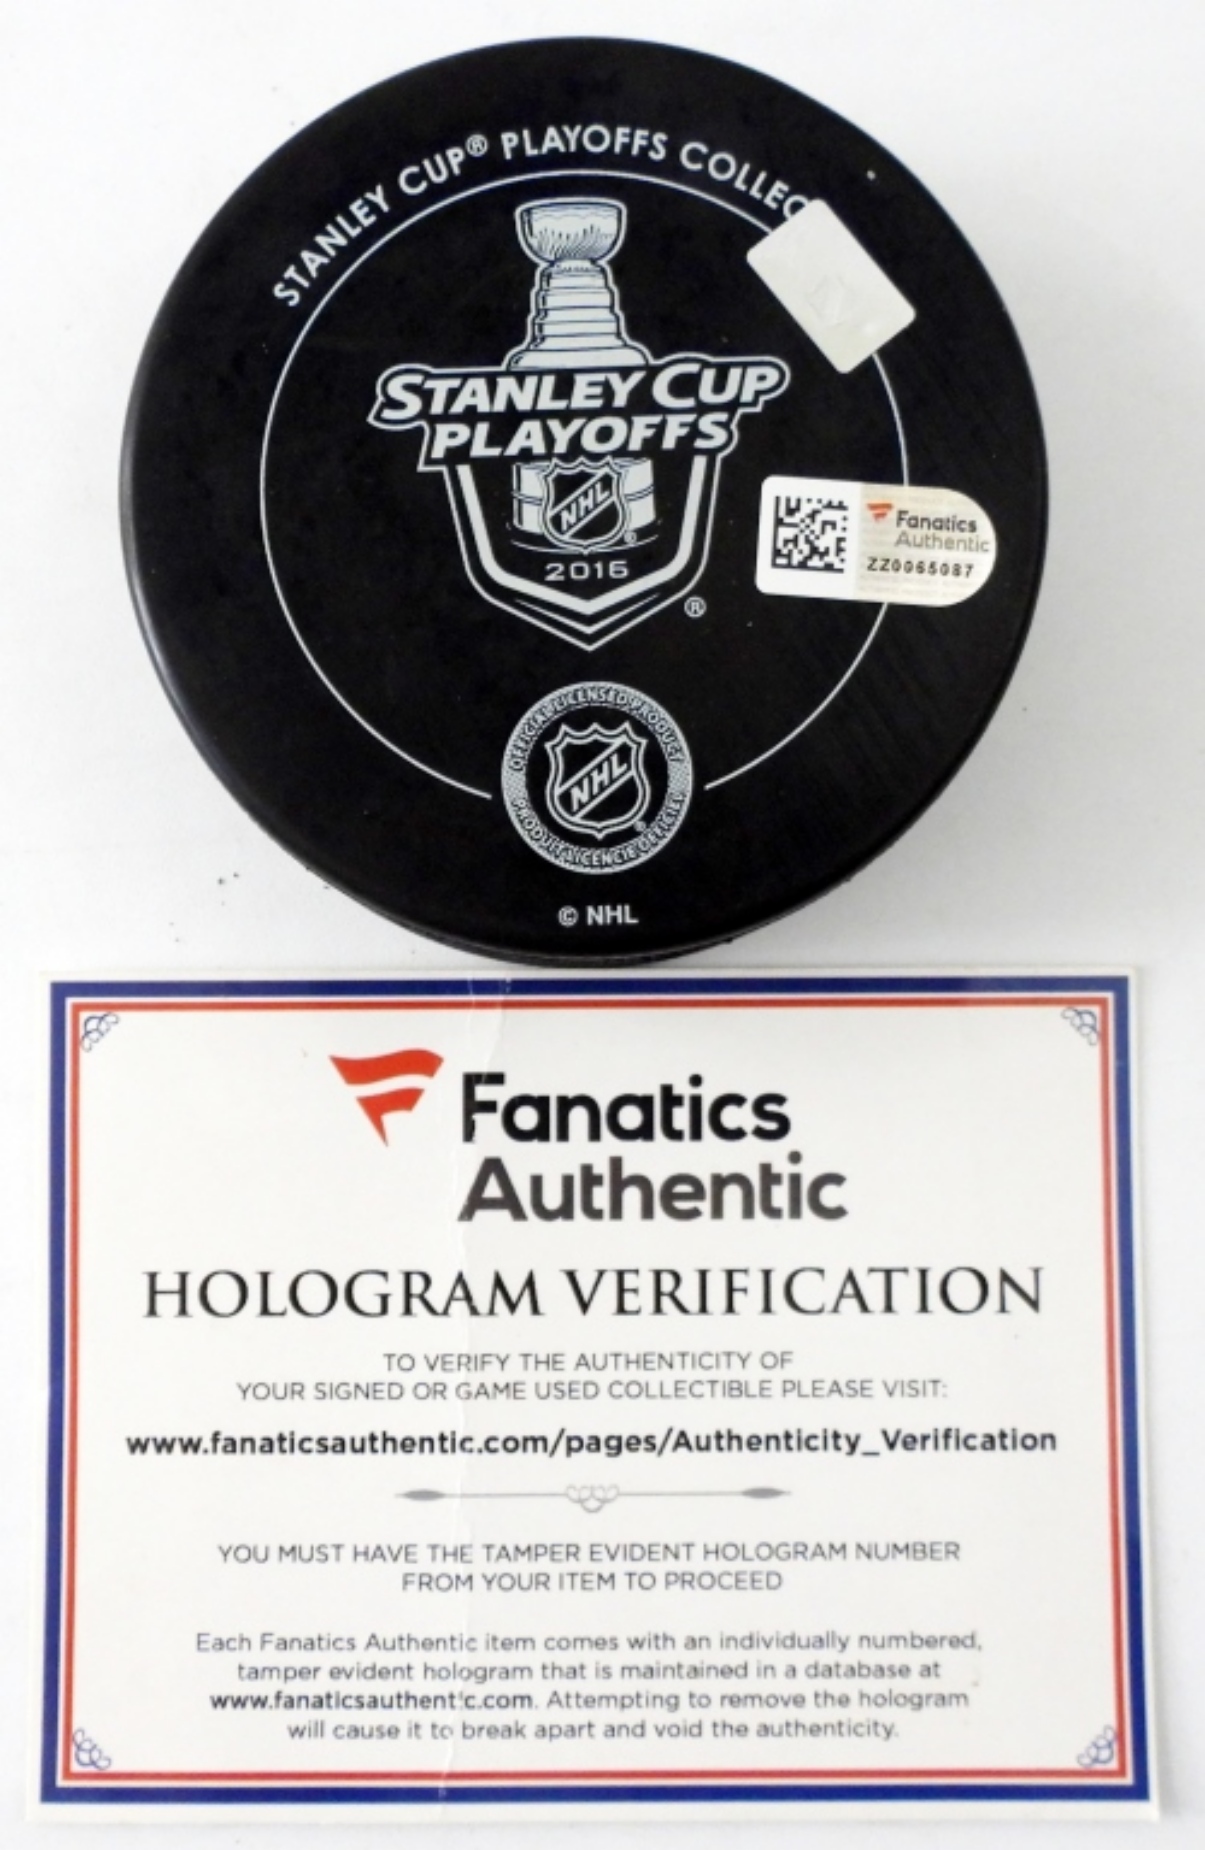 STANLEY CUP® PLAYOFFS COLLEC
STANLEY CUP
PLAYOFFS
NHL
®
2016
®
Fanatics
Authentic
ZZ0065087
OFFICIAL LICENSED PRODUCT
NHL
®
PRODUIT LICENCIÉ OFFICIEL
© NHL
Fanatics
Authentic
HOLOGRAM VERIFICATION
TO VERIFY THE AUTHENTICITY OF
YOUR SIGNED OR GAME USED COLLECTIBLE PLEASE VISIT:
www.fanaticsauthentic.com/pages/Authenticity_Verification
YOU MUST HAVE THE TAMPER EVIDENT HOLOGRAM NUMBER
FROM YOUR ITEM TO PROCEED
Each Fanatics Authentic item comes with an individually numbered,
tamper evident hologram that is maintained in a database at
www.fanaticsauthentic.com. Attempting to remove the hologram
will cause it to break apart and void the authenticity.